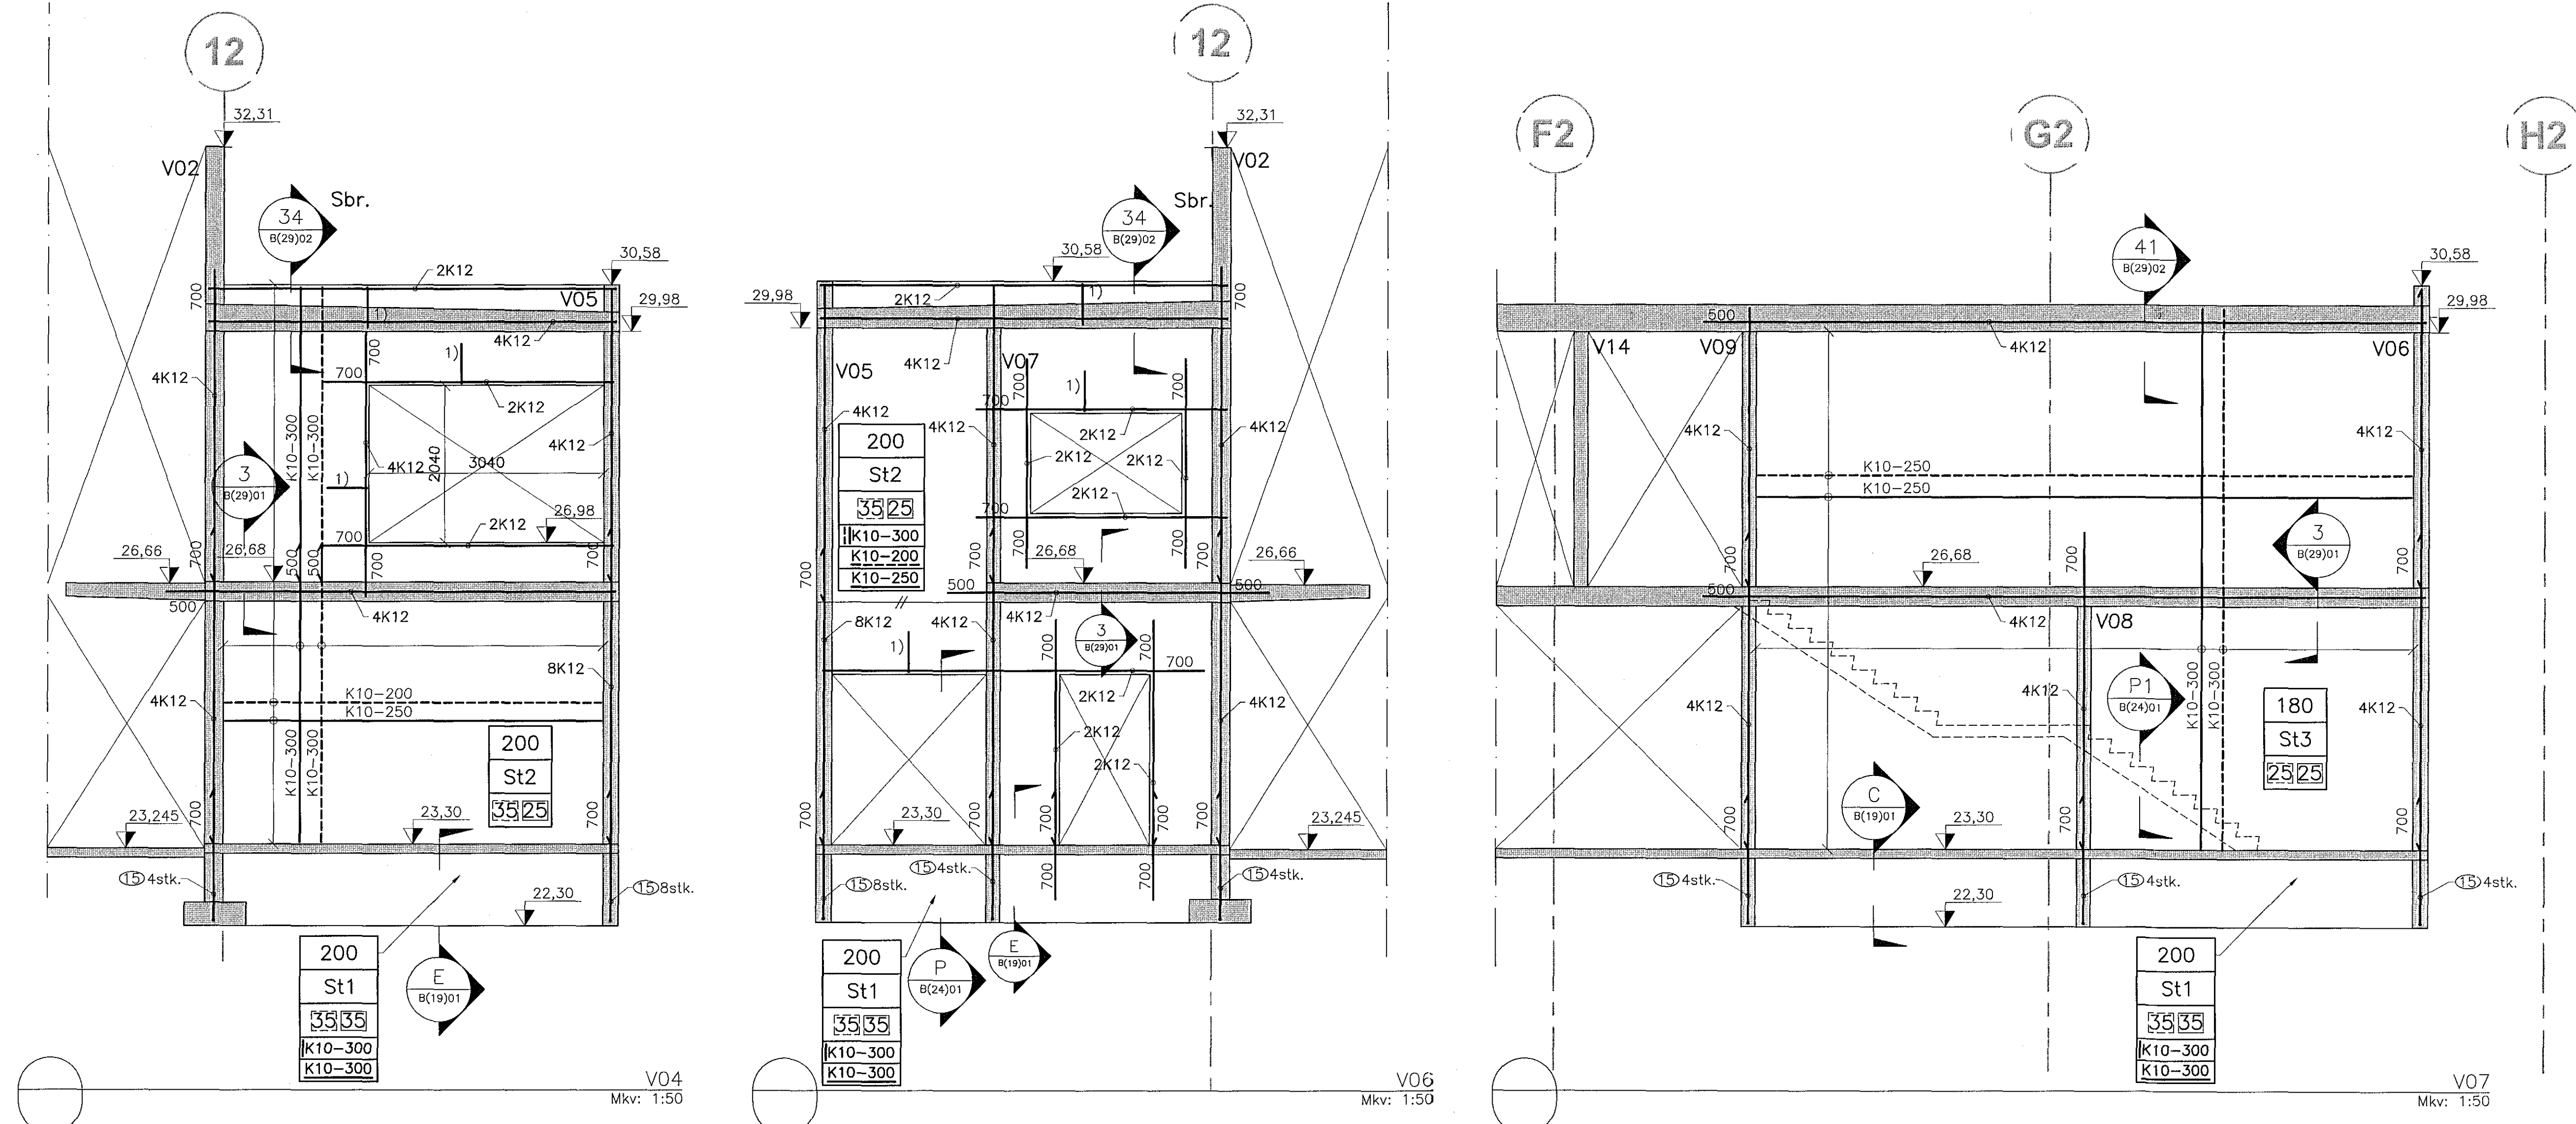 12
32,31
V02
34
B(29)02
Sbr.
30,58
2K12
700
V05
29,98
1)
4K12
700
1)
700
2K12
4K12
K10-300
K10-300
3
B(29)01
4K12
2040
3040
4K12
1)
2K12
26,98
700
26,66
700
26,68
500
500
700
700
500
4K12
8K12
K10-200
K10-250
4K12
K10-300
K10-300
200
St2
35 25
23,245
700
23,30
700
15 4stk.
15 8stk.
22,30
200
St1
35 35
K10-300
K10-300
E
B(19)01
V04
Mkv: 1:50
12
32,31
V02
Sbr.
34
B(29)02
30,58
29,98
2K12
1)
700
4K12
V05
V07
700
1)
700
4K12
700
200
4K12
2K12
4K12
St2
2K12
2K12
35 25
2K12
K10-300
700
K10-200
26,68
26,66
K10-250
700
700
700
700
500
500
4K12
8K12
4K12
3
B(29)01
1)
700
700
700
2K12
4K12
2K12
2K12
23,30
23,245
700
700
700
700
700
15 4stk.
15 8stk.
15 4stk.
700
700
200
St1
35 35
K10-300
K10-300
P
B(24)01
E
B(19)01
V06
Mkv: 1:50
F2
G2
H2
41
B(29)02
30,58
29,98
500
4K12
V14
V09
V06
4K12
4K12
K10-250
K10-250
3
B(29)01
26,68
700
700
700
500
4K12
V08
P1
B(24)01
K10-300
K10-300
4K12
4K12
4K12
180
St3
25 25
C
B(19)01
23,30
700
700
700
15 4stk.
15 4stk.
15 4stk.
22,30
200
St1
35 35
K10-300
K10-300
V07
Mkv: 1:50